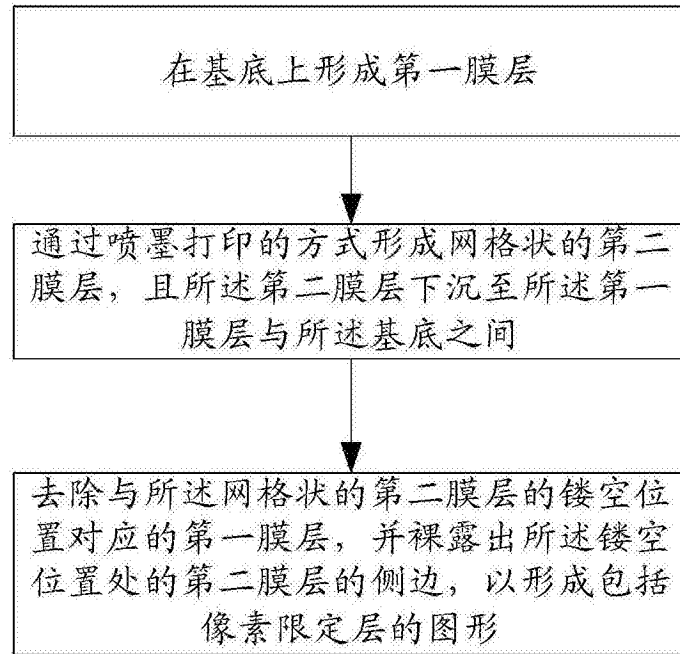 在基底上形成第一膜层
通过喷墨打印的方式形成网格状的第二
膜层，且所述第二膜层下沉至所述第一
膜层与所述基底之间
去除与所述网格状的第二膜层的镂空位
置对应的第一膜层，并裸露出所述镂空
位置处的第二膜层的侧边，以形成包括
像素限定层的图形